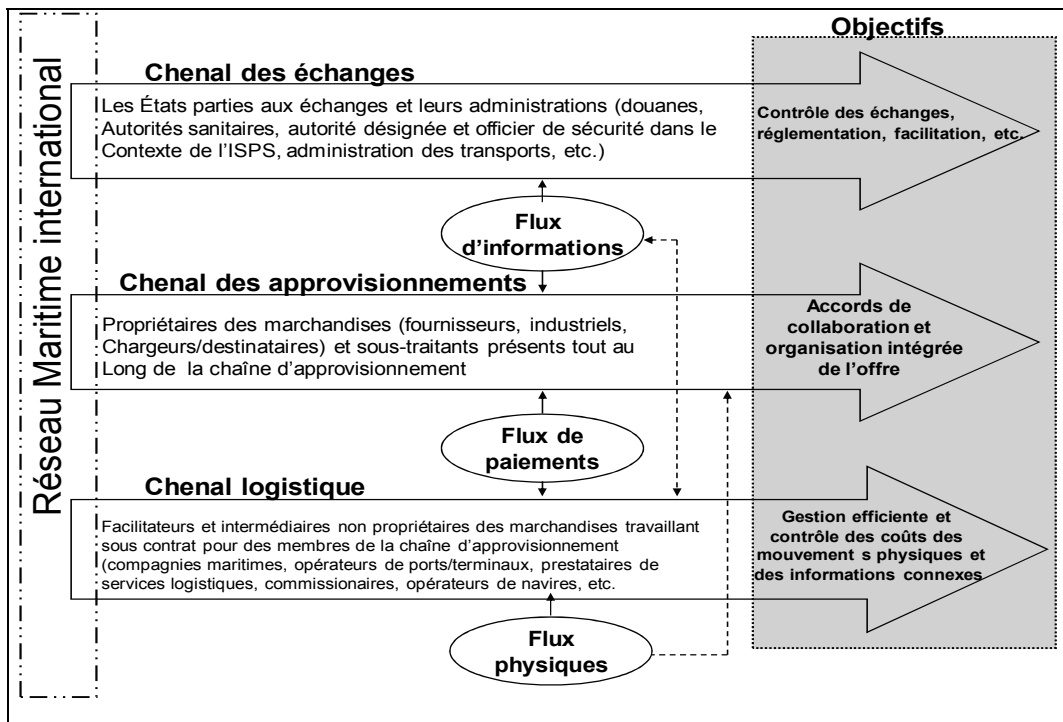 Réseau Maritime international
Objectifs
Chenal des échanges
Les États parties aux échanges et leurs administrations (douanes,
Autorités sanitaires, autorité désignée et officier de sécurité dans le
Contexte de l'ISPS, administration des transports, etc.)
Contrôle des échanges,
réglementation, facilitation, etc.
Flux
d'informations
Chenal des approvisionnements
Propriétaires des marchandises (fournisseurs, industriels,
Chargeurs/destinataires) et sous-traitants présents tout au
Long de la chaîne d'approvisionnement
Accords de
collaboration et
organisation intégrée
de l'offre
Flux de
paiements
Chenal logistique
Facilitateurs et intermédiaires non propriétaires des marchandises travaillant
sous contrat pour des membres de la chaîne d'approvisionnement
(compagnies maritimes, opérateurs de ports/terminaux, prestataires de
services logistiques, commissionaires, opérateurs de navires, etc.
Gestion efficiente et
contrôle des coûts des
mouvement s physiques et
des informations connexes
Flux
physiques